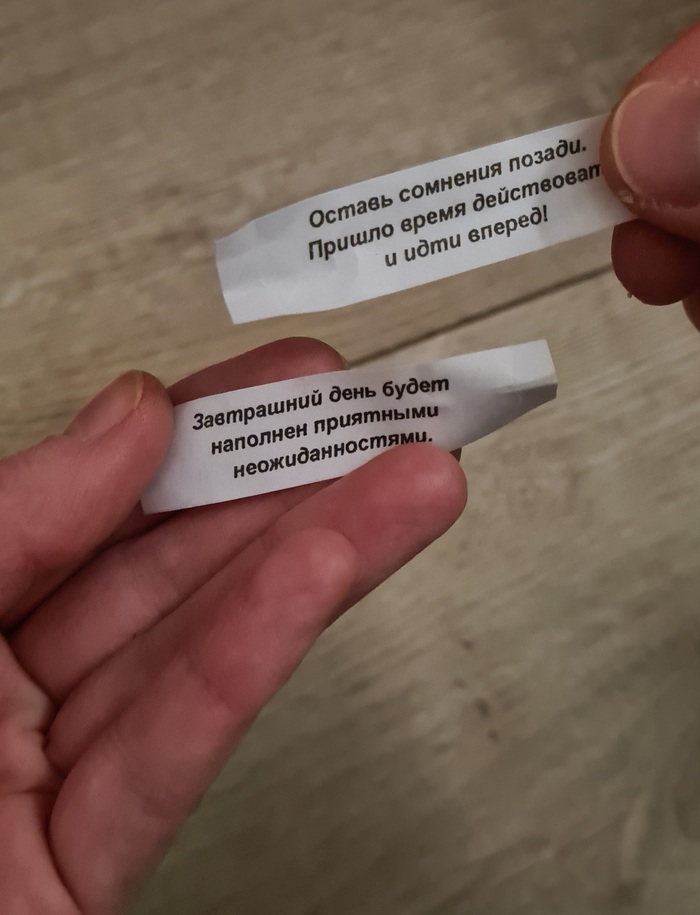 Оставь сомнения позади.
Пришло время действоват
и идти вперед!
Завтрашний день будет
наполнен приятными
неожиданностями.